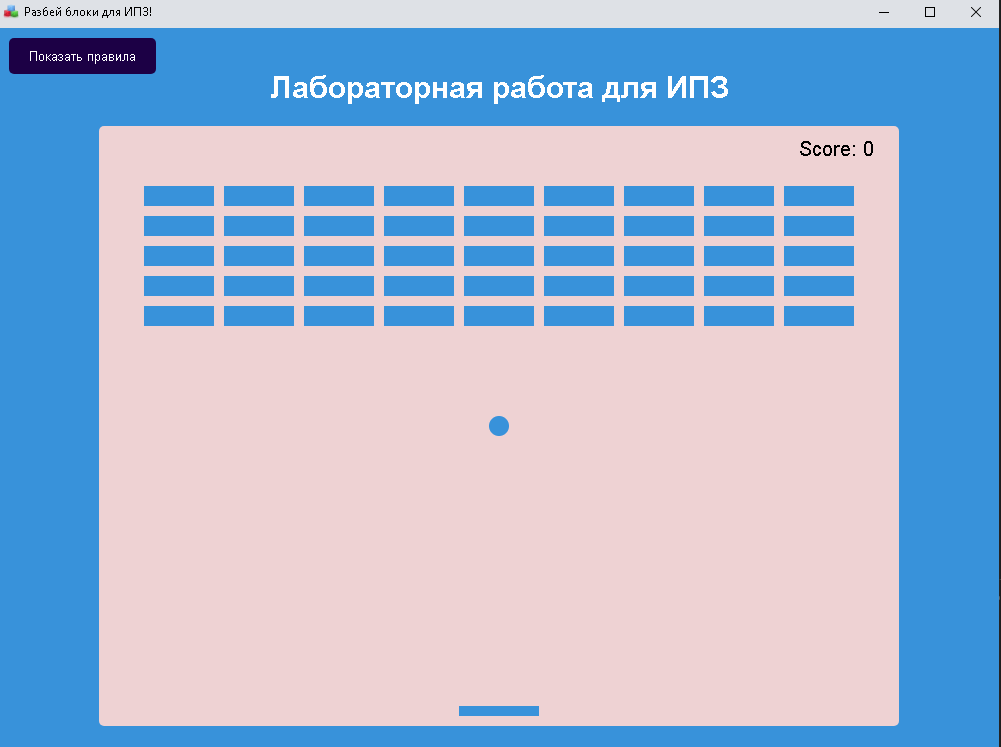 Разбей блоки для ИПЗ!
Показать правила
Лабораторная работа для ИПЗ
Score: 0